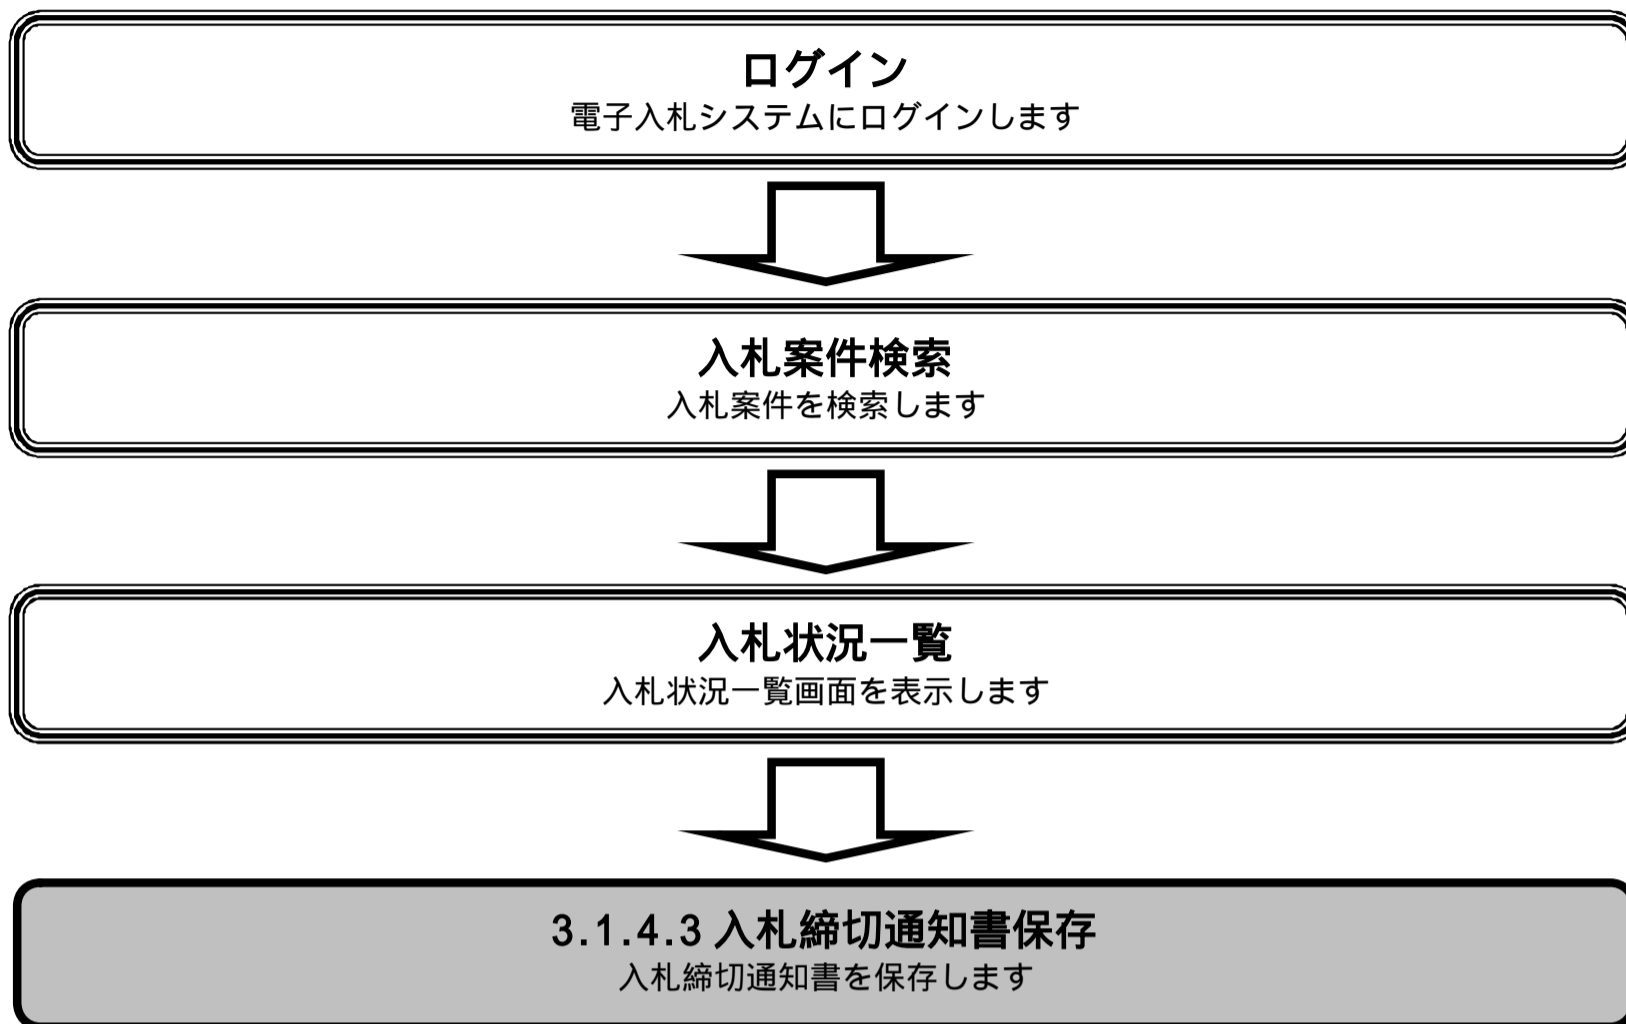 ログイン
電子入札システムにログインします
入札案件検索
入札案件を検索します
入札状況一覧
入札状況一覧画面を表示します
3.1.4.3 入札締切通知書保存
入札締切通知書を保存します